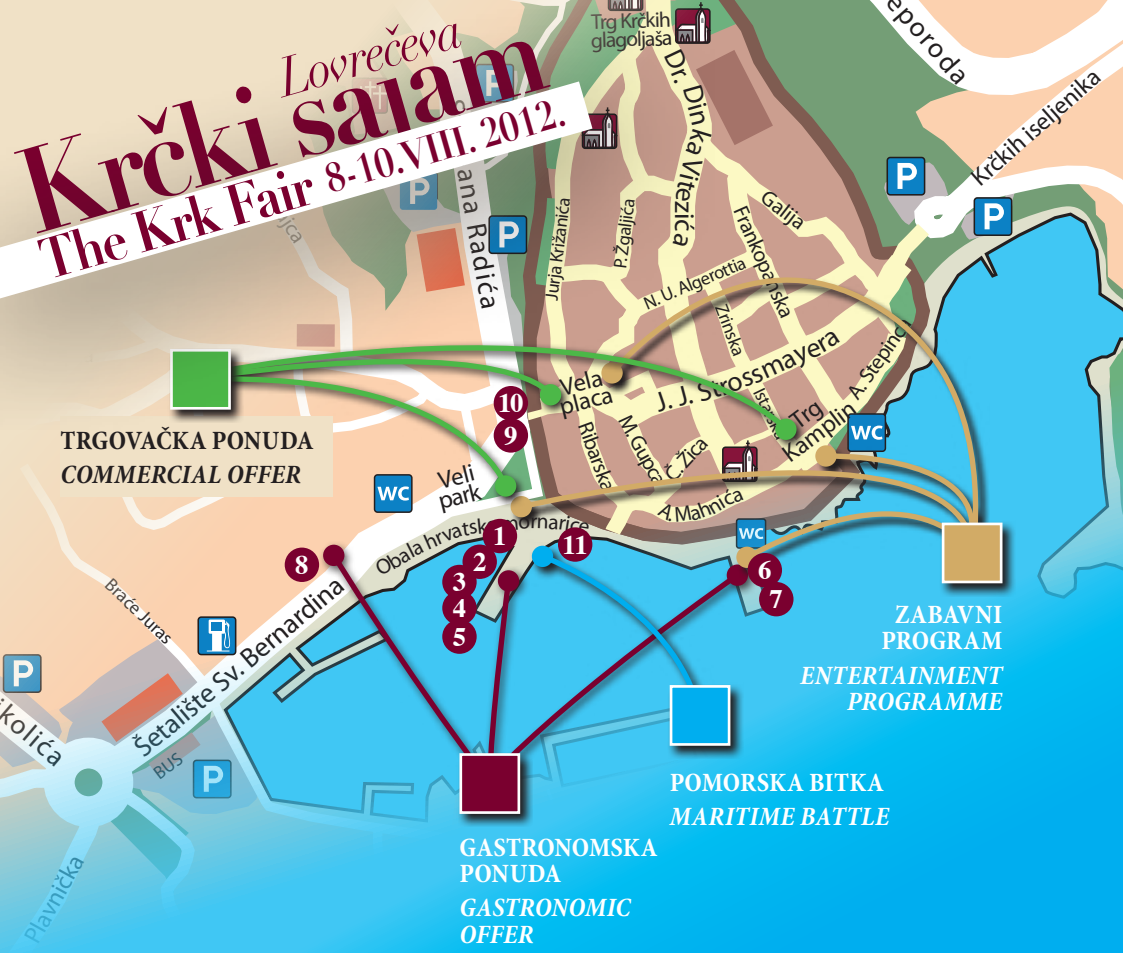 Lovrečeva
Krčki sajam
The Krk Fair 8-10.VIII. 2012.
Trg Krčkih
glagoljaša
Dr. Dinka Vitezića
Krčkih iseljenika
P
P
P
P
P
Galija
Frankopanska
P. Žgaljića
Jurja Križanića
N. U. Algerottia
Zrinska
J. J. Strossmayera
A. Stepinca
Vela
placa
Trg
Kamplin
WC
Ribarska
M. Gupca
Č. Žica
A. Mahnića
10
9
TRGOVAČKA PONUDA
COMMERCIAL OFFER
WC
Veli
park
Obala hrvatske mornarice
WC
1
2
3
4
5
11
6
7
8
Braće Juras
Šetalište Sv. Bernardina
P
BUS
P
Plavnička
ZABAVNI
PROGRAM
ENTERTAINMENT
PROGRAMME
POMORSKA BITKA
MARITIME BATTLE
GASTRONOMSKA
PONUDA
GASTRONOMIC
OFFER